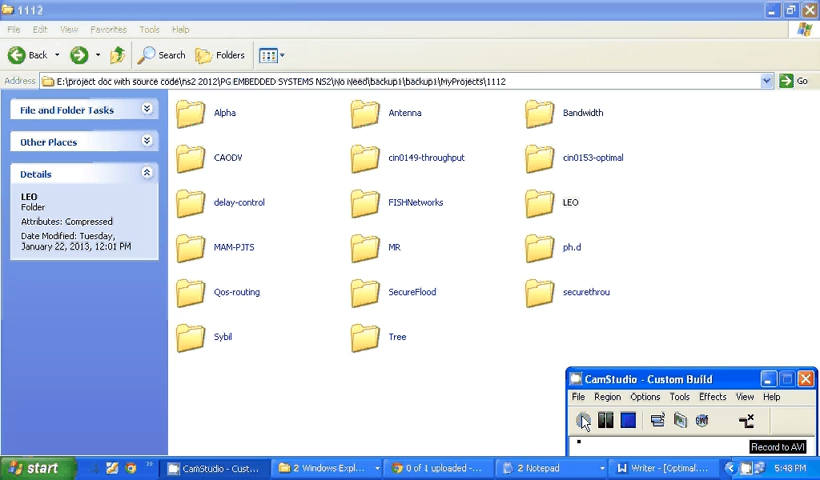 1112
File Edit View Favorites Tools Help
Back Search Folders
Address E:\project doc with source code\ns2 2012\PG EMBEDDED SYSTEMS NS2\No Need\backup1\backup1\MyProjects\1112 Go
File and Folder Tasks
Other Places
Details
LEO
Folder
Attributes: Compressed
Date Modified: Tuesday,
January 22, 2013, 12:01 PM
Alpha Antenna Bandwidth
CAODV cin0149-throughput cin0153-optimal
delay-control FISHNetworks LEO
MAM-PJTS MR ph.d
Qos-routing SecureFlood securethrou
Sybil Tree
CamStudio - Custom Build
File Region Options Tools Effects View Help
Record to AVI
start CamStudio - Cust... 2 Windows Expl... 0 of 1 uploaded -... 2 Notepad Writer - [Optimal.... 5:48 PM